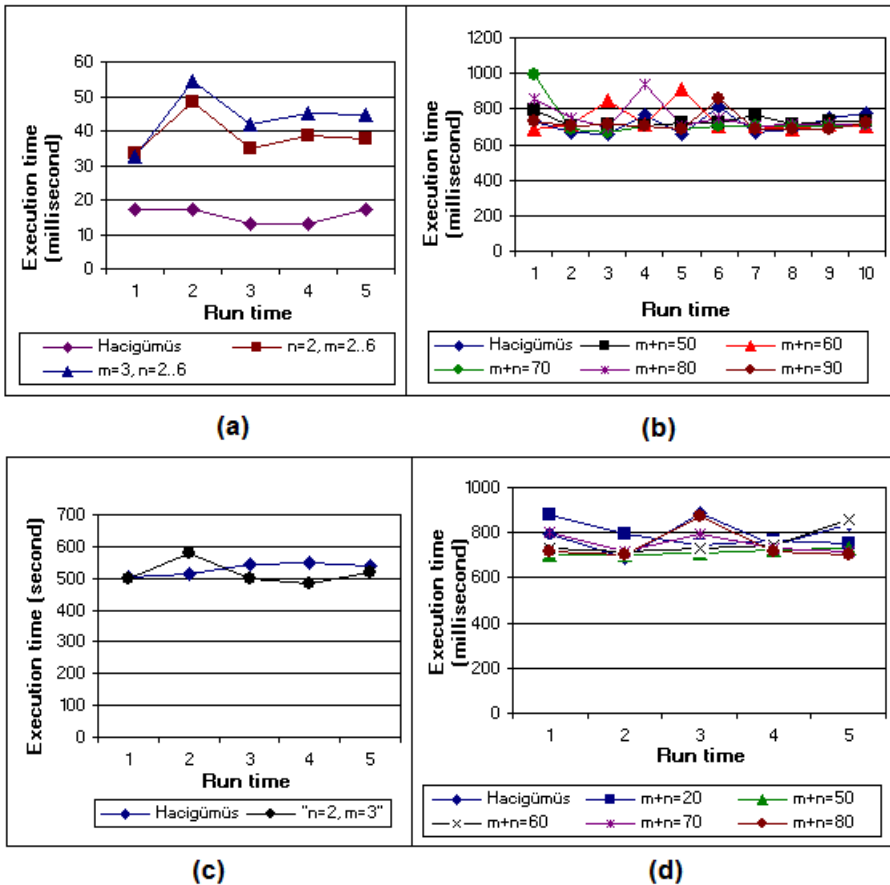 60
50
40
30
20
10
0
Execution time
(millisecond)
1 2 3 4 5
Run time
Hacigümüs
n=2, m=2..6
m=3, n=2..6
(a)
1200
1000
800
600
400
200
0
Execution time
(millisecond)
1 2 3 4 5 6 7 8 9 10
Run time
Hacigümüs
m+n=50
m+n=60
m+n=70
m+n=80
m+n=90
(b)
700
600
500
400
300
200
100
0
Execution time (second)
1 2 3 4 5
Run time
Hacigümüs
"n=2, m=3"
(c)
1000
800
600
400
200
0
Execution time
(millisecond)
1 2 3 4 5
Run time
Hacigümüs
m+n=20
m+n=50
m+n=60
m+n=70
m+n=80
(d)